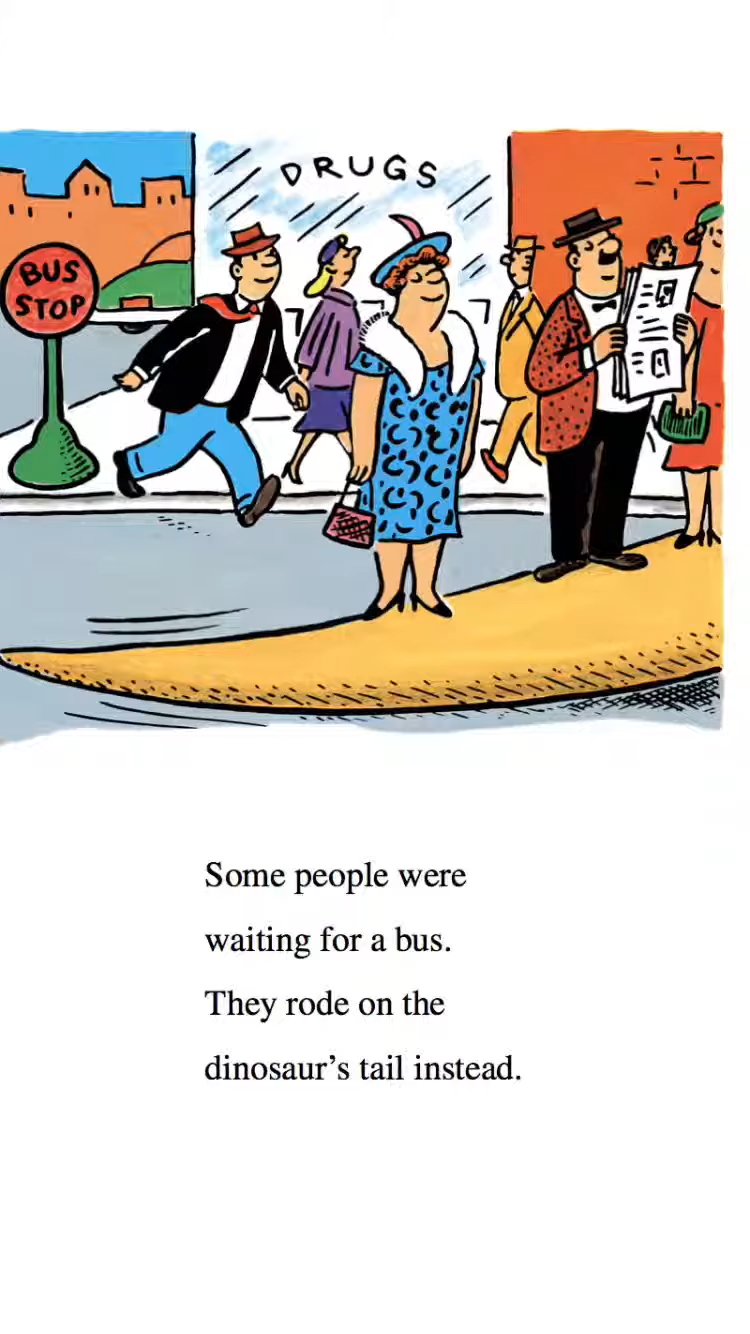 DRUGS
BUS
STOP
Some people were
waiting for a bus.
They rode on the
dinosaur’s tail instead.